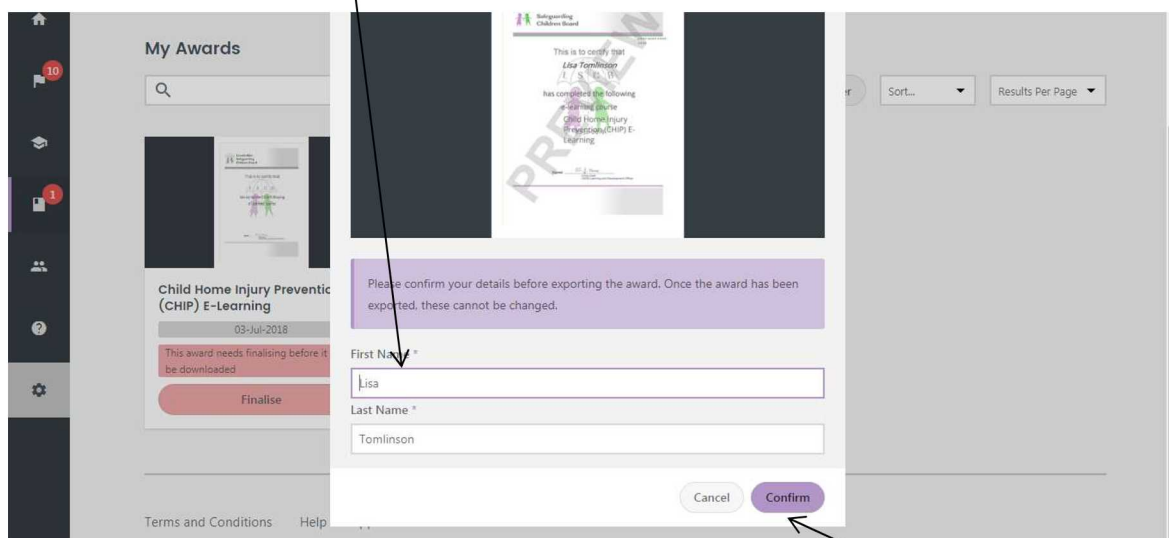 10
1
My Awards
Sort...
Results Per Page
Child Home Injury Preventio
(CHIP) E-Learning
03-Jul-2018
This award needs finalising before it
be downloaded
Finalise
Safeguarding
Children Board
This is to certify that
Lisa Tomlinson
L S C B
has completed the following
e-learning course
Child Home Injury
Prevention (CHIP) E-
Learning
PREVIEW
Please confirm your details before exporting the award. Once the award has been
exported, these cannot be changed.
First Name *
Lisa
Last Name *
Tomlinson
Cancel
Confirm
Terms and Conditions
Help